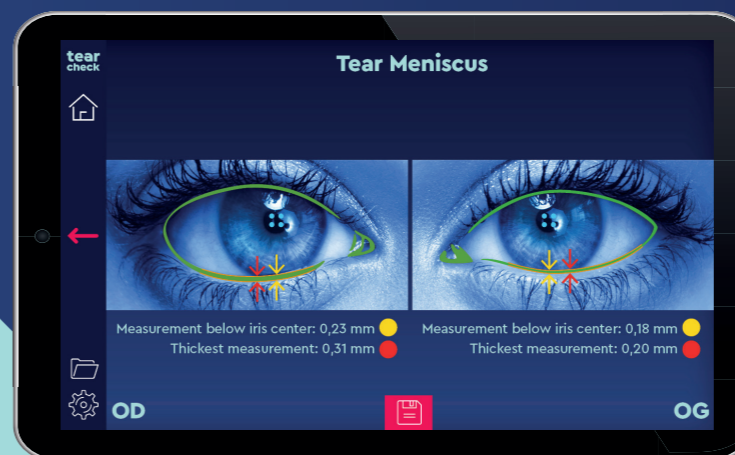 tear
check
Tear Meniscus
Measurement below iris center: 0,23 mm
Thickest measurement: 0,31 mm
Measurement below iris center: 0,18 mm
Thickest measurement: 0,20 mm
OD
OG